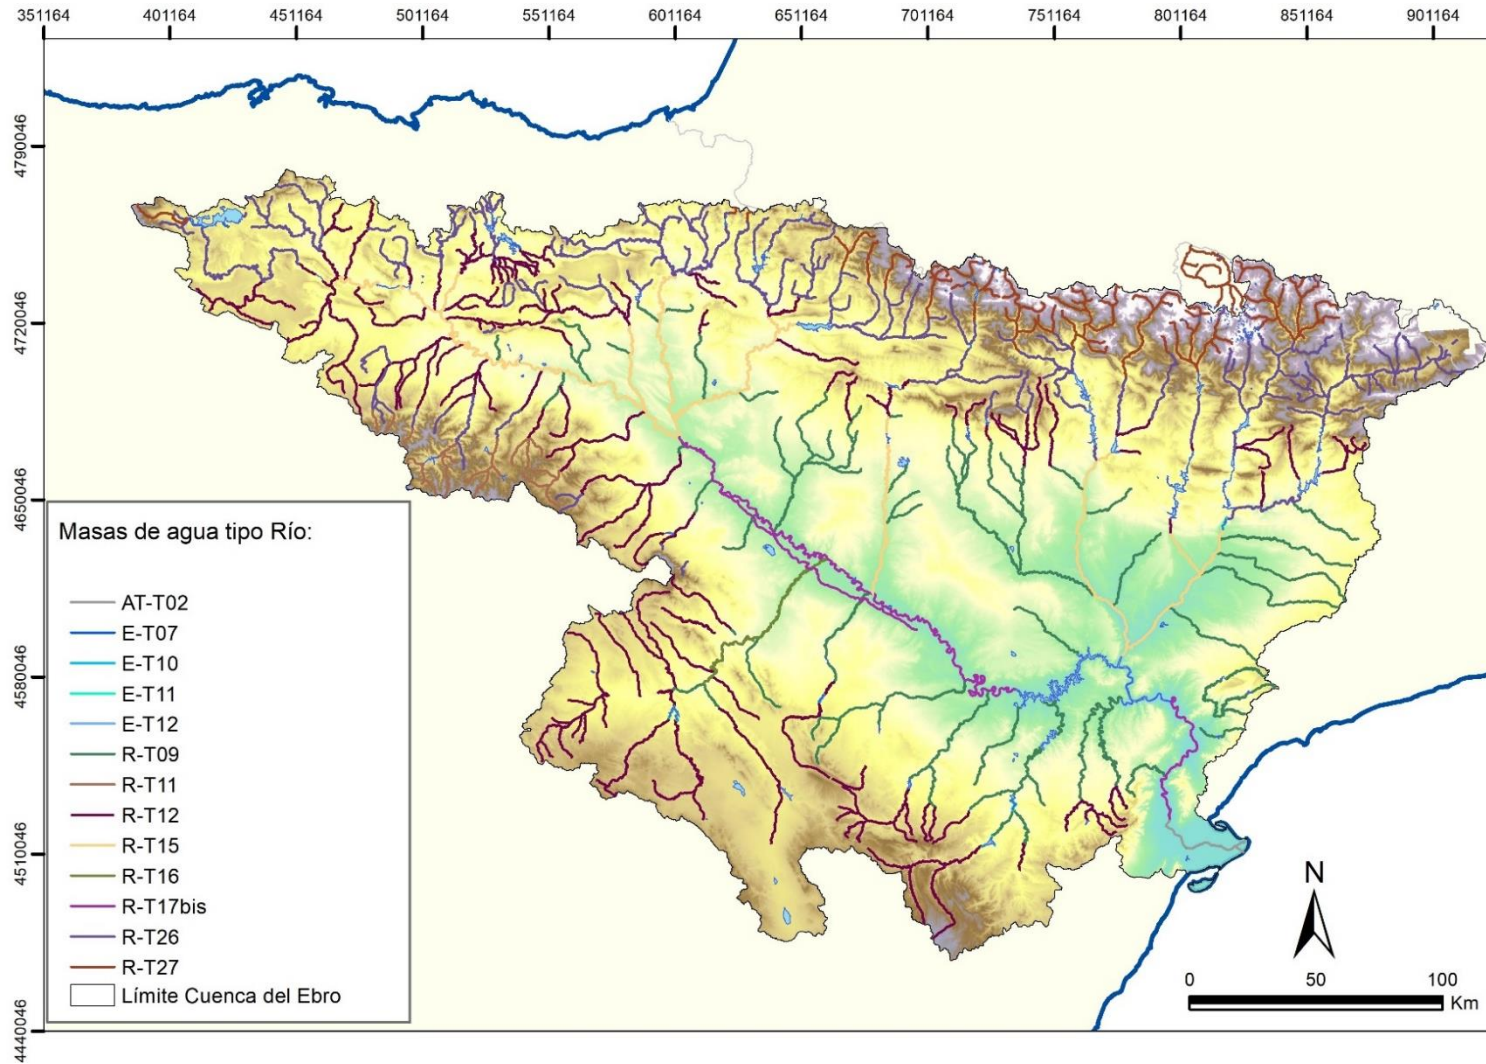 351164
401164
451164
501164
551164
601164
651164
701164
751164
801164
851164
901164
4790046
4720046
4650046
4580046
4510046
4440046
Masas de agua tipo Río:
AT-T02
E-T07
E-T10
E-T11
E-T12
R-T09
R-T11
R-T12
R-T15
R-T16
R-T17bis
R-T26
R-T27
Límite Cuenca del Ebro
N
0 50 100
Km